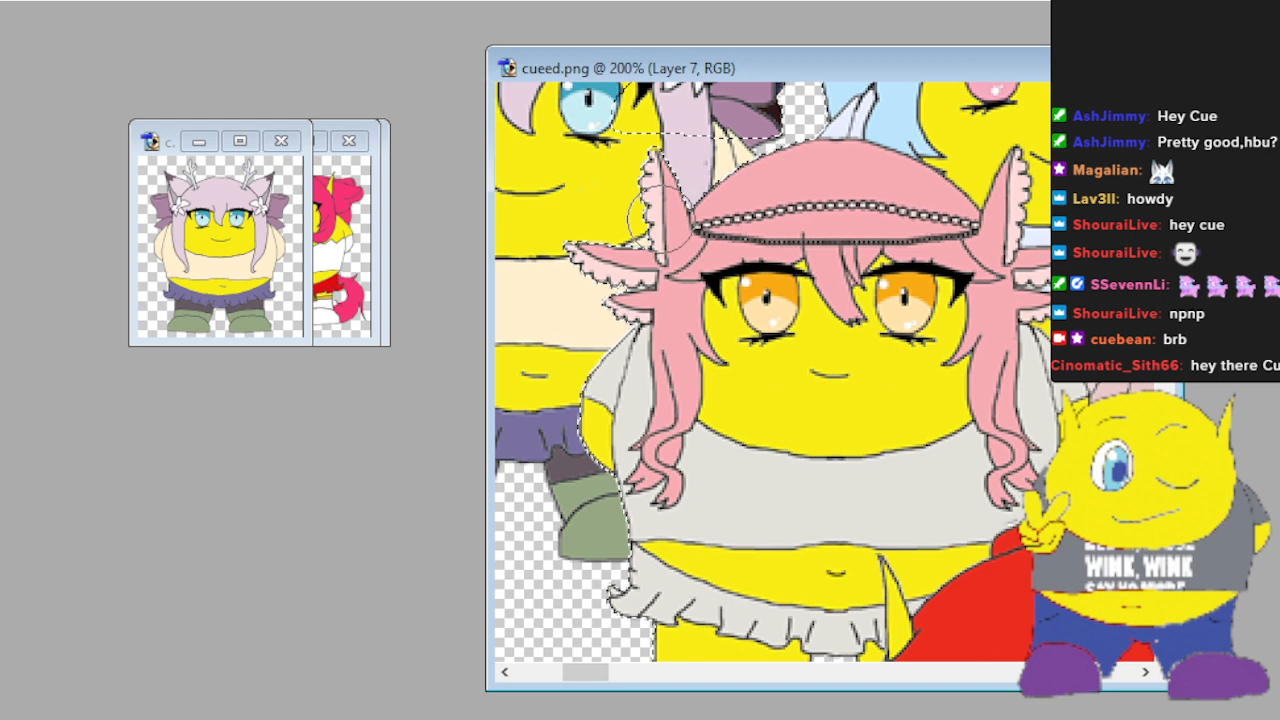 cueed.png @ 200% (Layer 7, RGB)
c.
AshJimmy: Hey Cue
AshJimmy: Pretty good,hbu?
Magalian:
Lav3ll: howdy
ShouraiLive: hey cue
ShouraiLive:
SSevennLi:
ShouraiLive: npnp
cuebean: brb
Cinomatic_Sith66: hey there Cu
WINK, WINK